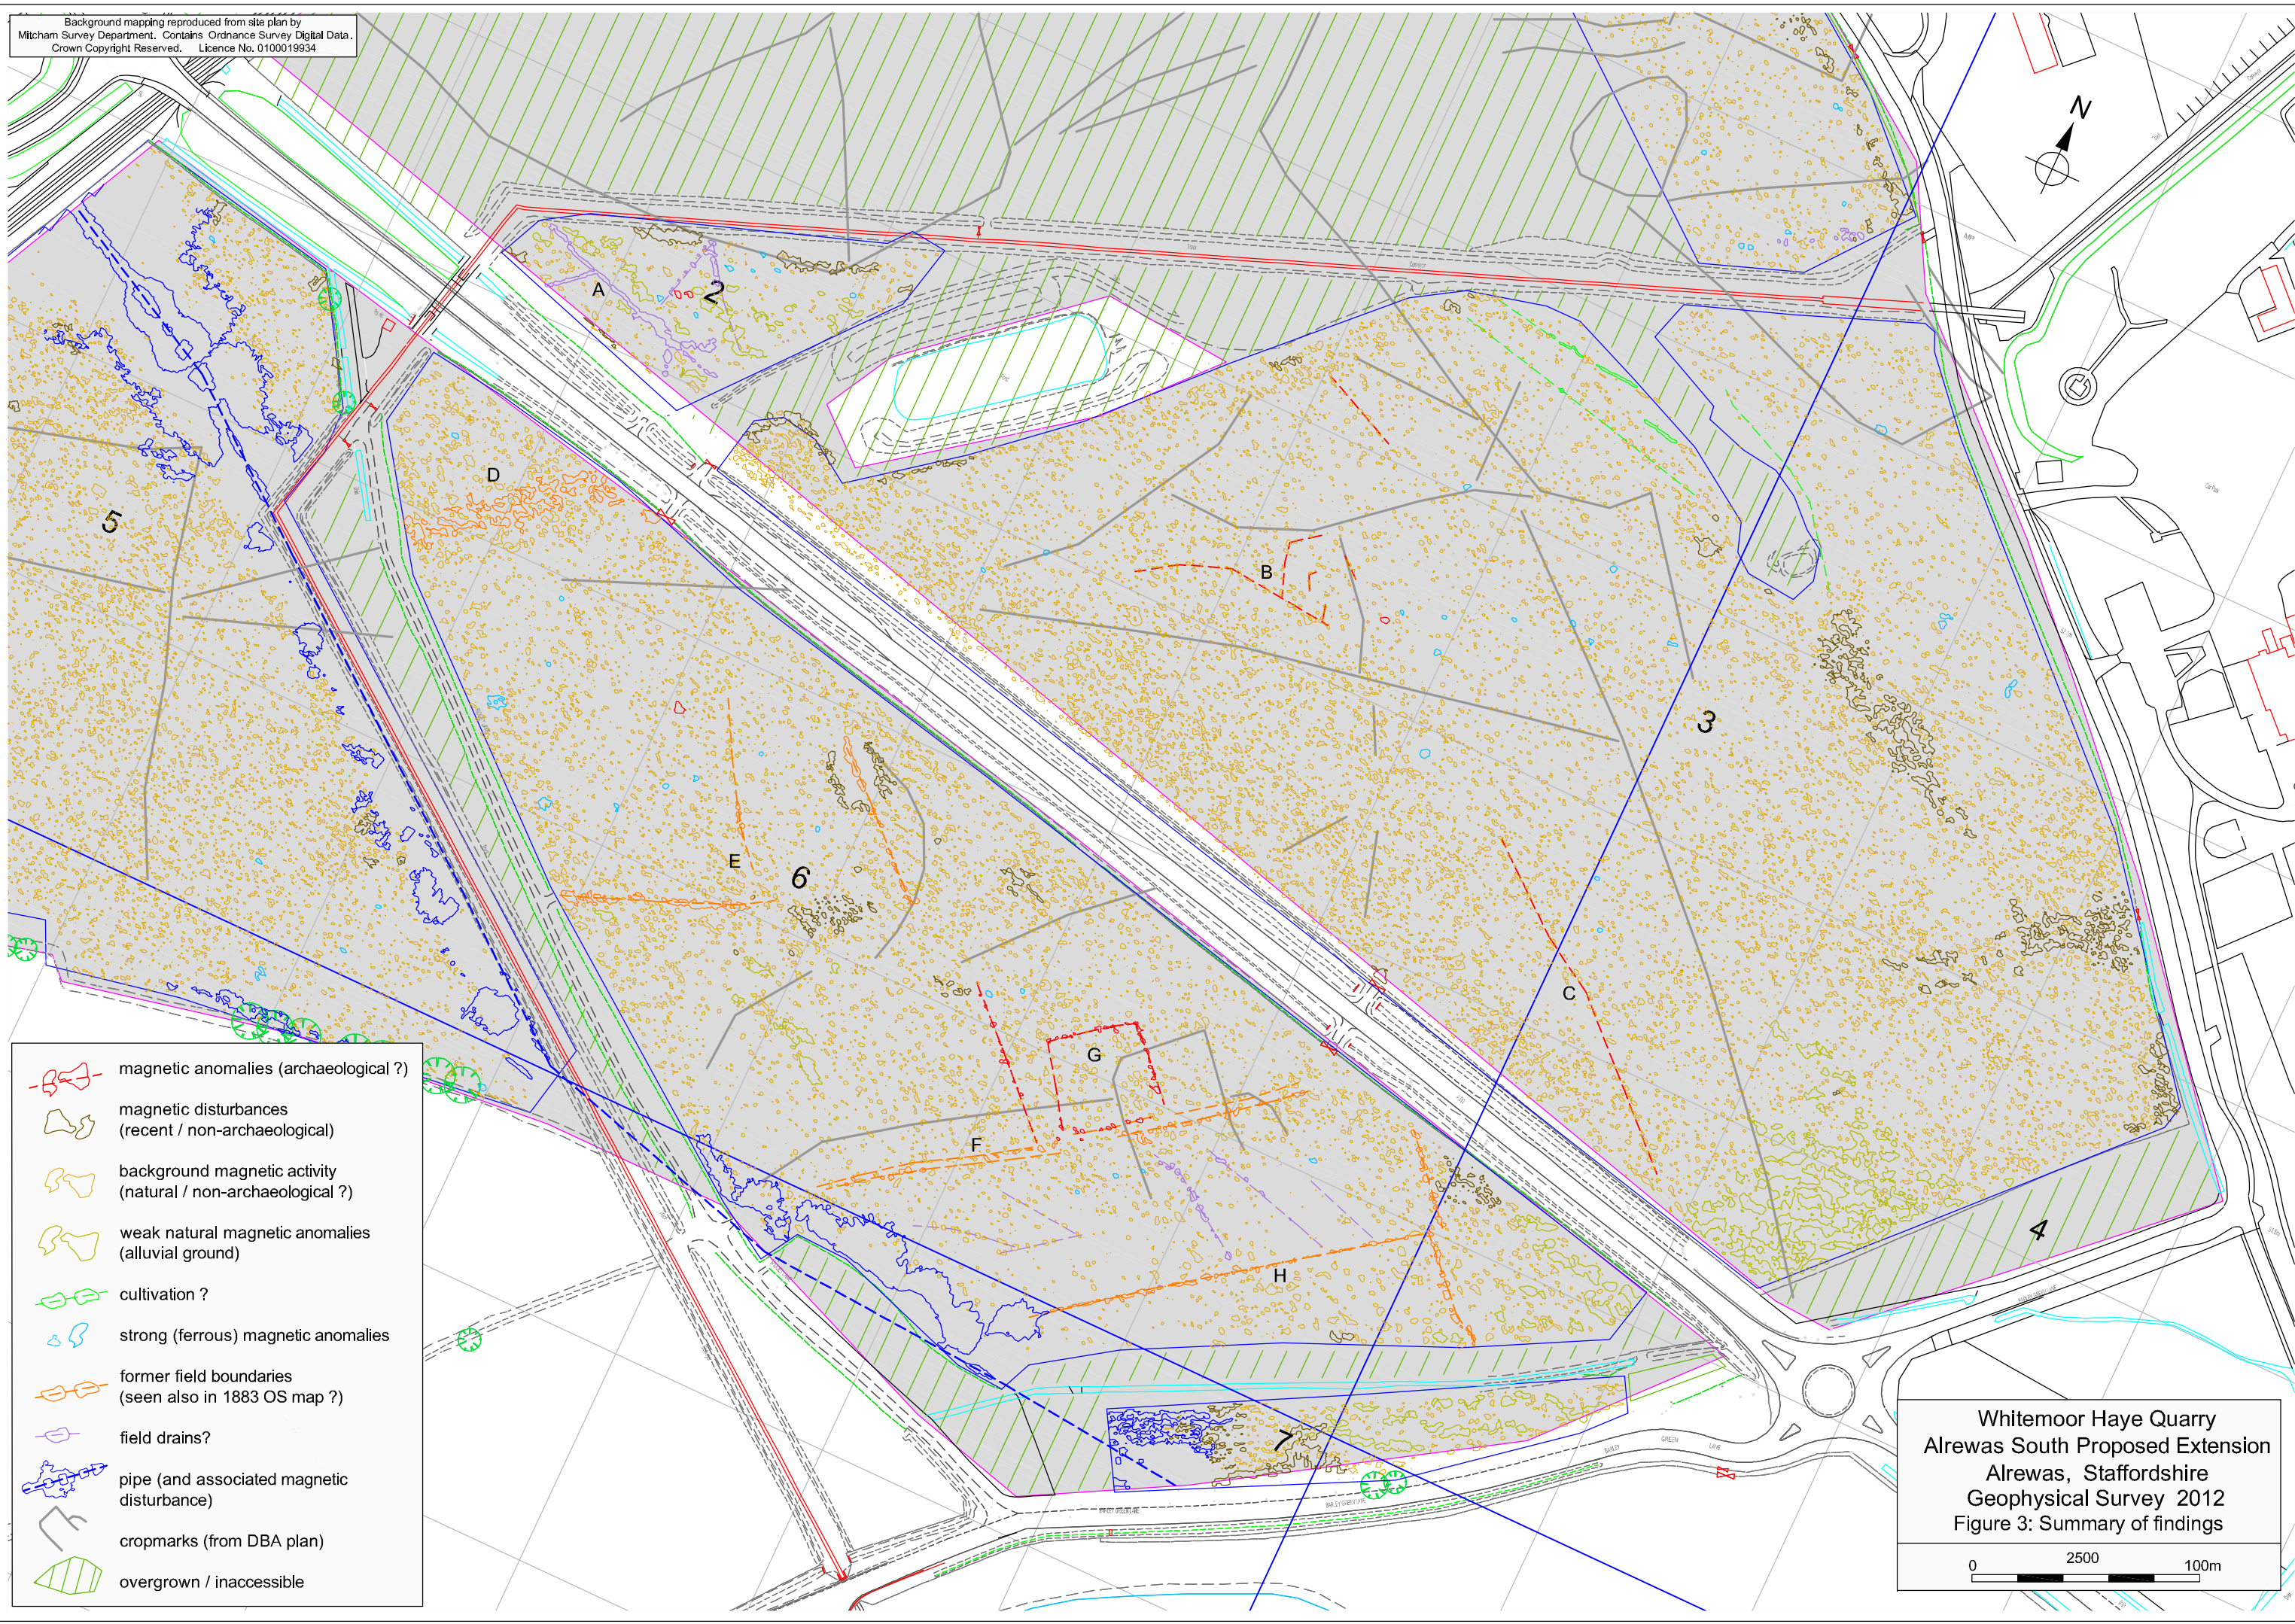 Background mapping reproduced from site plan by
Mitcham Survey Department. Contains Ordnance Survey Digital Data.
Crown Copyright Reserved. Licence No. 0100019934
N
A
2
D
5
B
3
E
6
C
G
F
H
4
7
BARLEY GREEN LANE
magnetic anomalies (archaeological ?)
magnetic disturbances
(recent / non-archaeological)
background magnetic activity
(natural / non-archaeological ?)
weak natural magnetic anomalies
(alluvial ground)
cultivation ?
strong (ferrous) magnetic anomalies
former field boundaries
(seen also in 1883 OS map ?)
field drains?
pipe (and associated magnetic
disturbance)
cropmarks (from DBA plan)
overgrown / inaccessible
Whitemoor Haye Quarry
Alrewas South Proposed Extension
Alrewas, Staffordshire
Geophysical Survey 2012
Figure 3: Summary of findings
0 2500 100m